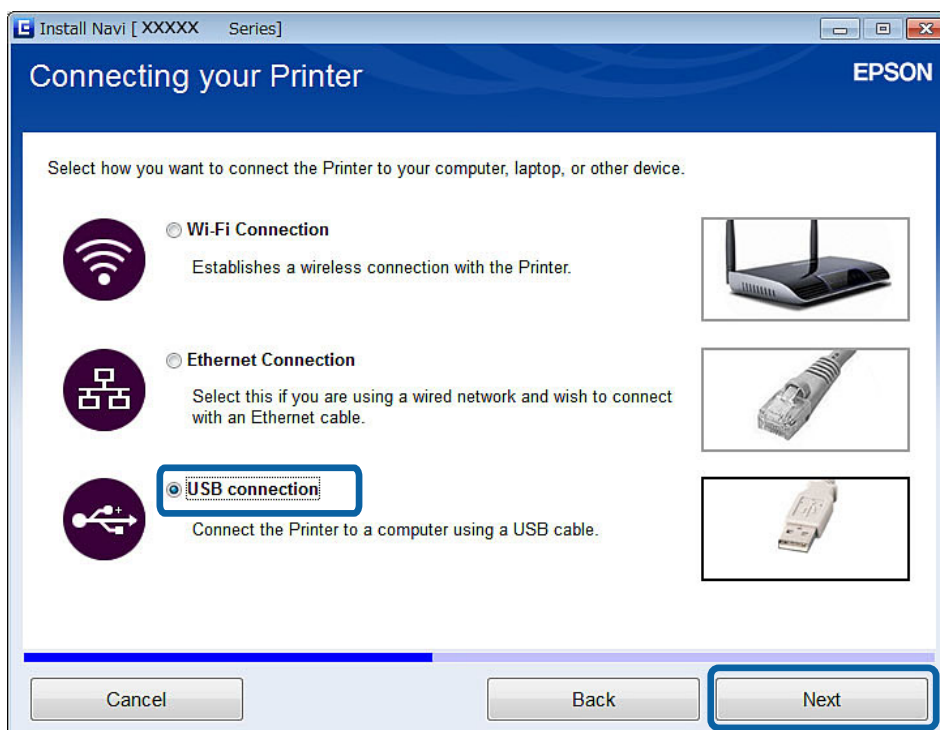 Install Navi [ XXXXX Series]
Connecting your Printer
EPSON
Select how you want to connect the Printer to your computer, laptop, or other device.
Wi-Fi Connection
Establishes a wireless connection with the Printer.
Ethernet Connection
Select this if you are using a wired network and wish to connect
with an Ethernet cable.
USB connection
Connect the Printer to a computer using a USB cable.
Cancel
Back
Next